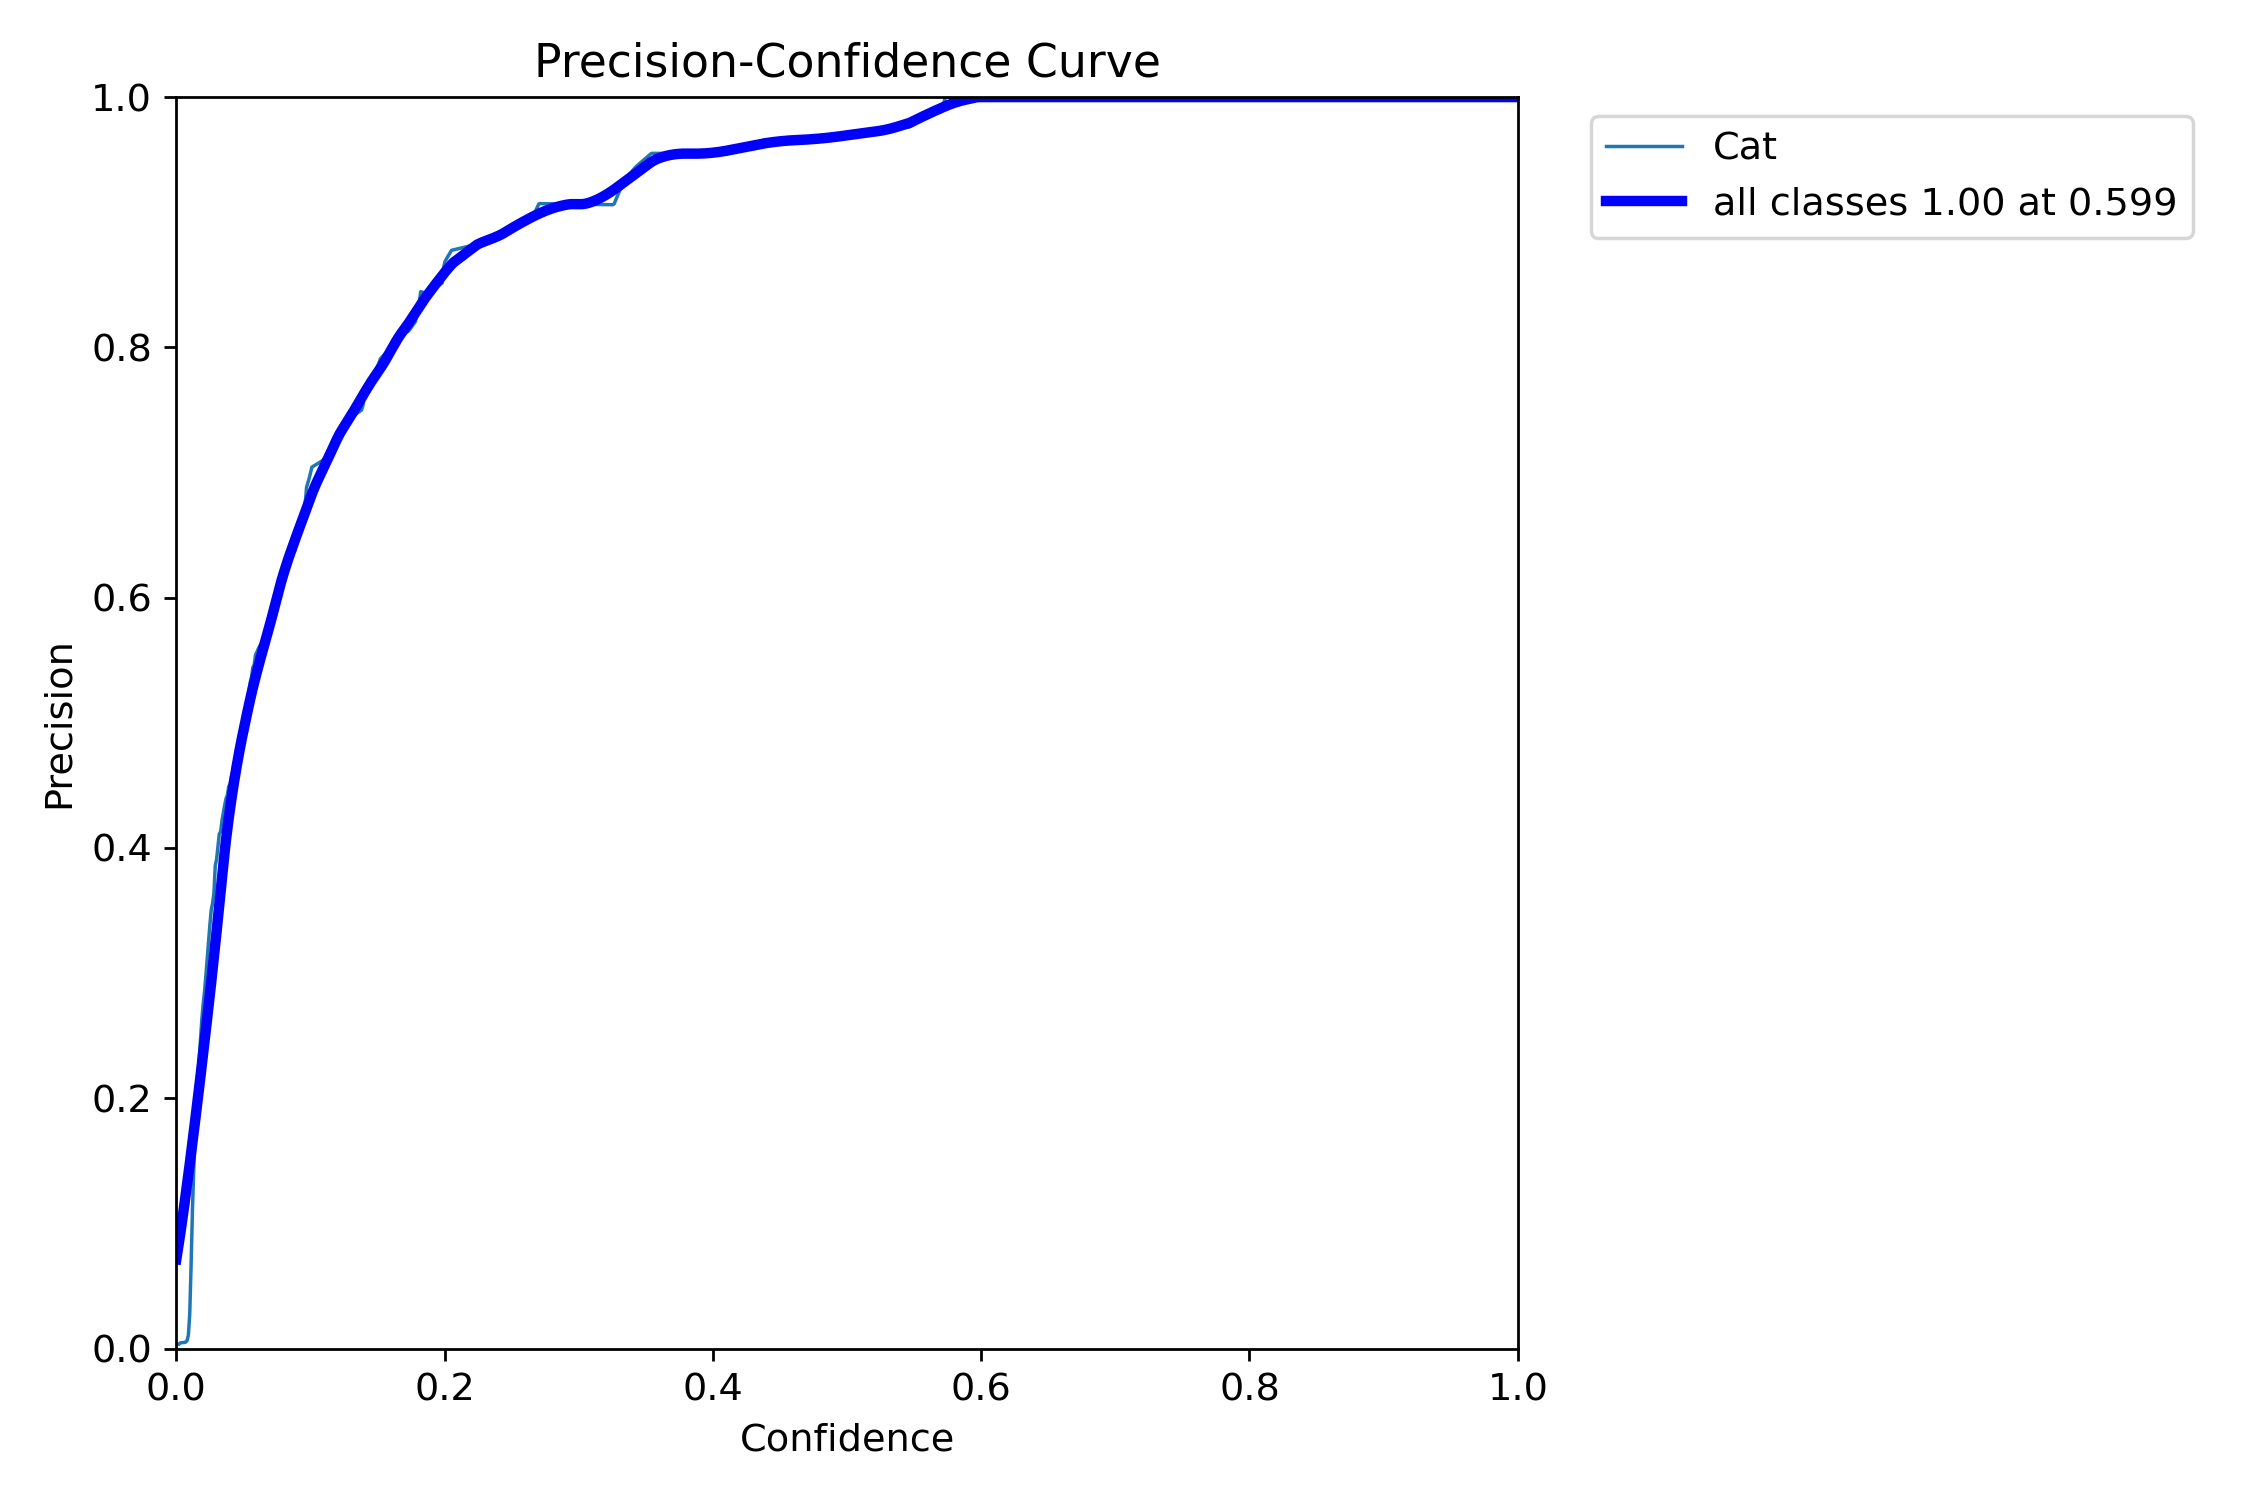 Precision-Confidence Curve
1.0
0.8
0.6
0.4
0.2
0.0
Precision
0.0 0.2 0.4 0.6 0.8 1.0
Confidence
Cat
all classes 1.00 at 0.599